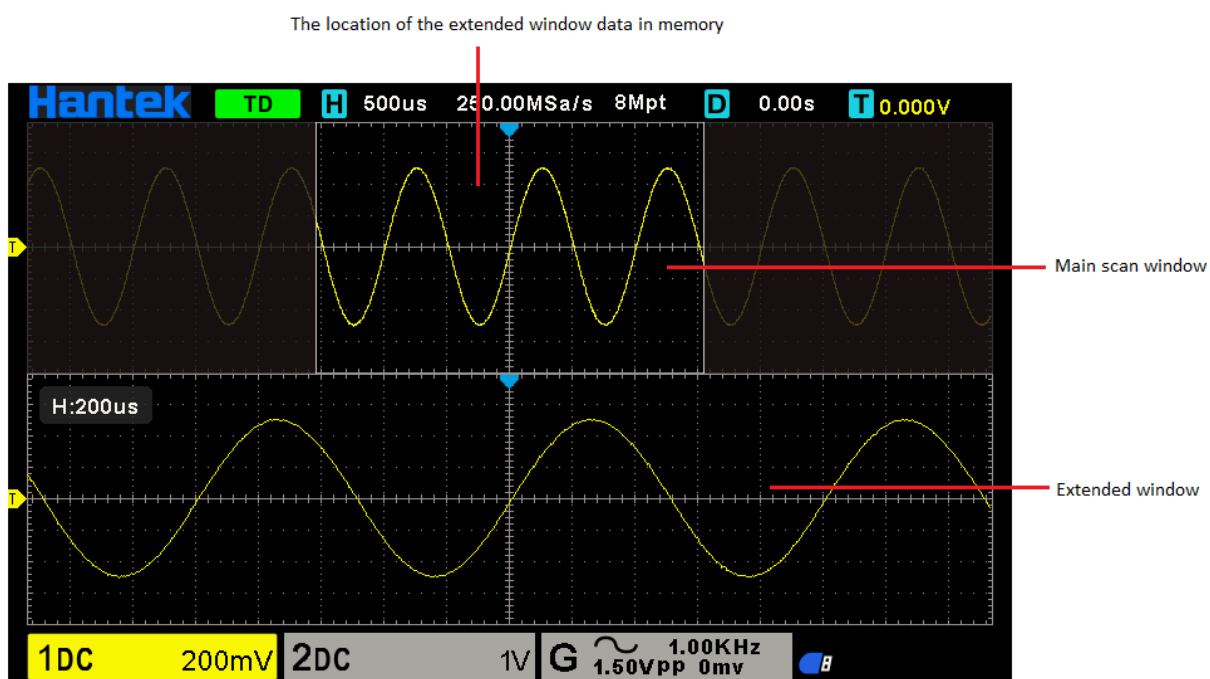 The location of the extended window data in memory
Hantek TD H 500us 250.00MSa/s 8Mpt D 0.00s T 0.000V
T
Main scan window
H:200us
T
Extended window
1DC 200mV 2DC 1V G 1.00KHz
1.50Vpp 0mv